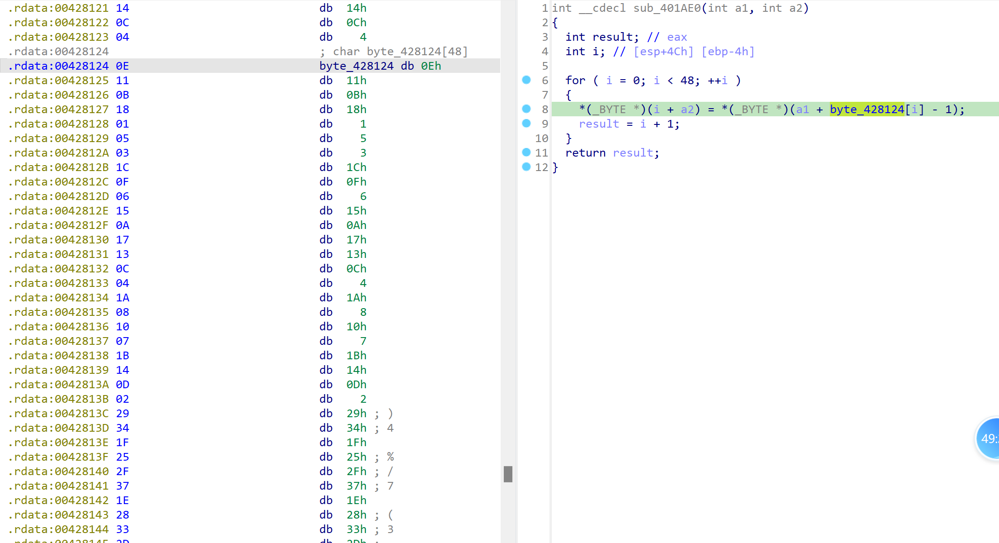 .rdata:00428121 14 db 14h
.rdata:00428122 0C db 0Ch
.rdata:00428123 04 db 4
.rdata:00428124 ; char byte_428124[48]
.rdata:00428124 0E byte_428124 db 0Eh
.rdata:00428125 11 db 11h
.rdata:00428126 0B db 0Bh
.rdata:00428127 18 db 18h
.rdata:00428128 01 db 1
.rdata:00428129 05 db 5
.rdata:0042812A 03 db 3
.rdata:0042812B 1C db 1Ch
.rdata:0042812C 0F db 0Fh
.rdata:0042812D 06 db 6
.rdata:0042812E 15 db 15h
.rdata:0042812F 0A db 0Ah
.rdata:00428130 17 db 17h
.rdata:00428131 13 db 13h
.rdata:00428132 0C db 0Ch
.rdata:00428133 04 db 4
.rdata:00428134 1A db 1Ah
.rdata:00428135 08 db 8
.rdata:00428136 10 db 10h
.rdata:00428137 07 db 7
.rdata:00428138 1B db 1Bh
.rdata:00428139 14 db 14h
.rdata:0042813A 0D db 0Dh
.rdata:0042813B 02 db 2
.rdata:0042813C 29 db 29h ; )
.rdata:0042813D 34 db 34h ; 4
.rdata:0042813E 1F db 1Fh
.rdata:0042813F 25 db 25h ; %
.rdata:00428140 2F db 2Fh ; /
.rdata:00428141 37 db 37h ; 7
.rdata:00428142 1E db 1Eh
.rdata:00428143 28 db 28h ; (
.rdata:00428144 33 db 33h ; 3
1 int __cdecl sub_401AE0(int a1, int a2)
2 {
3 int result; // eax
4 int i; // [esp+4Ch] [ebp-4h]
5
6 for ( i = 0; i < 48; ++i )
7 {
8 *(_BYTE *)(i + a2) = *(_BYTE *)(a1 + byte_428124[i] - 1);
9 result = i + 1;
10 }
11 return result;
12 }